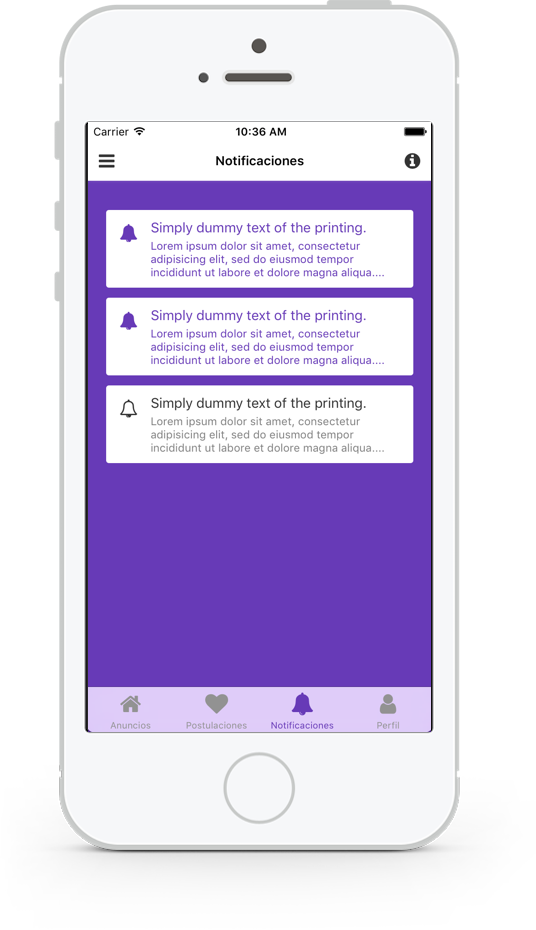 Carrier 10:36 AM
Notificaciones
Simply dummy text of the printing.
Lorem ipsum dolor sit amet, consectetur
adipisicing elit, sed do eiusmod tempor
incididunt ut labore et dolore magna aliqua....
Simply dummy text of the printing.
Lorem ipsum dolor sit amet, consectetur
adipisicing elit, sed do eiusmod tempor
incididunt ut labore et dolore magna aliqua....
Simply dummy text of the printing.
Lorem ipsum dolor sit amet, consectetur
adipisicing elit, sed do eiusmod tempor
incididunt ut labore et dolore magna aliqua....
Anuncios Postulaciones Notificaciones Perfil